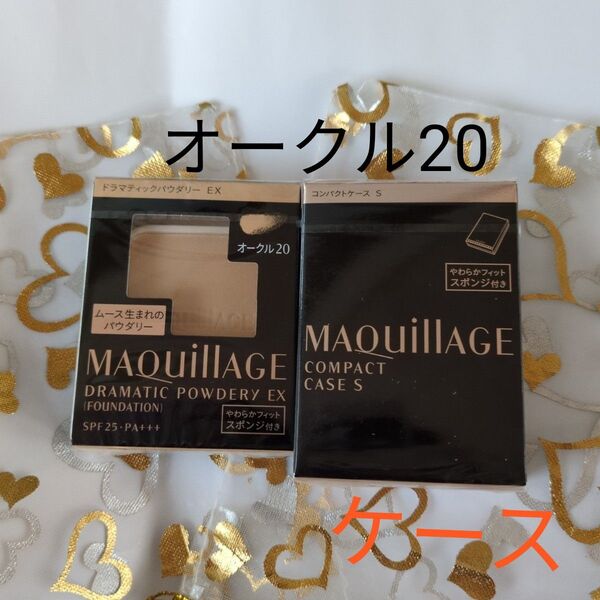 オークル20
ドラマティックパウダリー EX
オークル20
ムース生まれの
パウダリー
MAQuillAGE
DRAMATIC POWDERY EX
(FOUNDATION)
SPF25・PA+++
やわらかフィット
スポンジ付き
コンパクトケース S
やわらかフィット
スポンジ付き
MAQuillAGE
COMPACT
CASE S
ケース